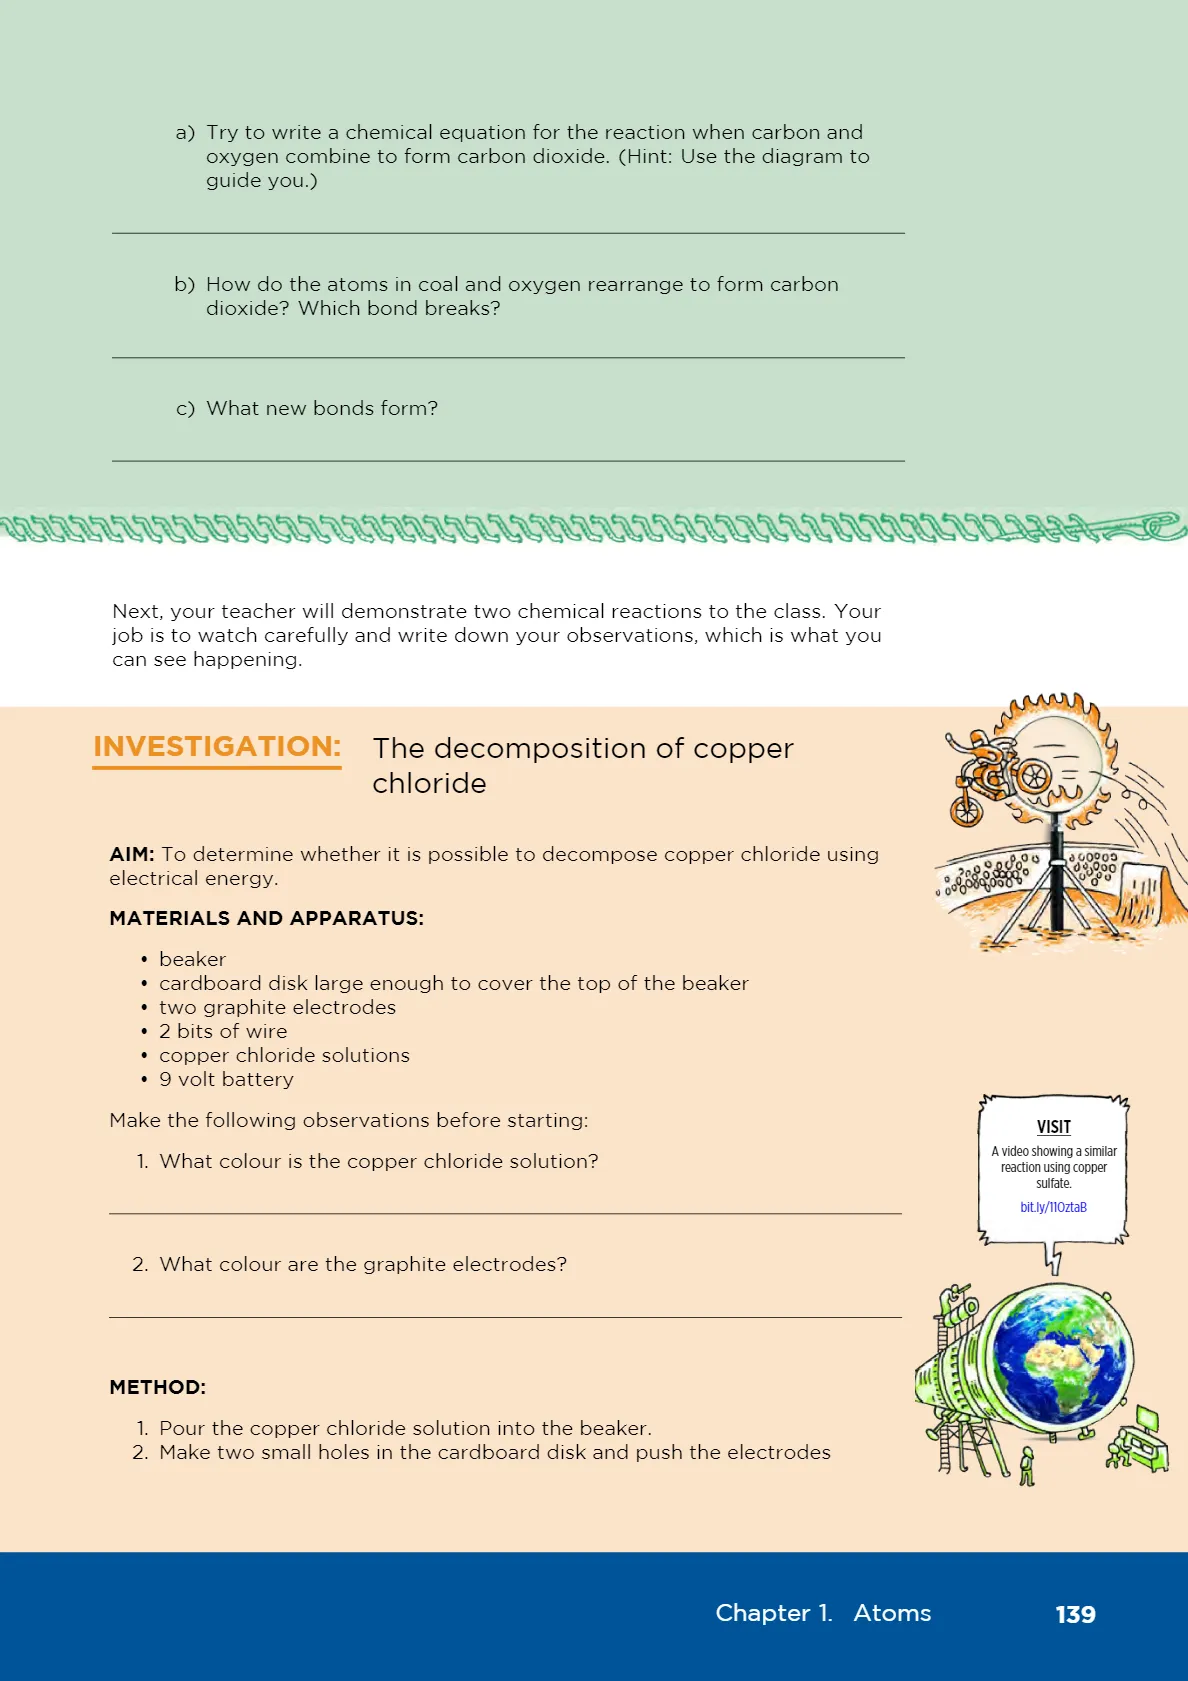 a) Try to write a chemical equation for the reaction when carbon and
oxygen combine to form carbon dioxide. (Hint: Use the diagram to
guide you.)
b) How do the atoms in coal and oxygen rearrange to form carbon
dioxide? Which bond breaks?
c) What new bonds form?
Next, your teacher will demonstrate two chemical reactions to the class. Your
job is to watch carefully and write down your observations, which is what you
can see happening.
INVESTIGATION: The decomposition of copper
chloride
AIM: To determine whether it is possible to decompose copper chloride using
electrical energy.
MATERIALS AND APPARATUS:
• beaker
• cardboard disk large enough to cover the top of the beaker
• two graphite electrodes
• 2 bits of wire
• copper chloride solutions
• 9 volt battery
Make the following observations before starting:
1. What colour is the copper chloride solution?
2. What colour are the graphite electrodes?
VISIT
A video showing a similar
reaction using copper
sulfate.
bit.ly/11OztaB
METHOD:
1. Pour the copper chloride solution into the beaker.
2. Make two small holes in the cardboard disk and push the electrodes
Chapter 1. Atoms 139